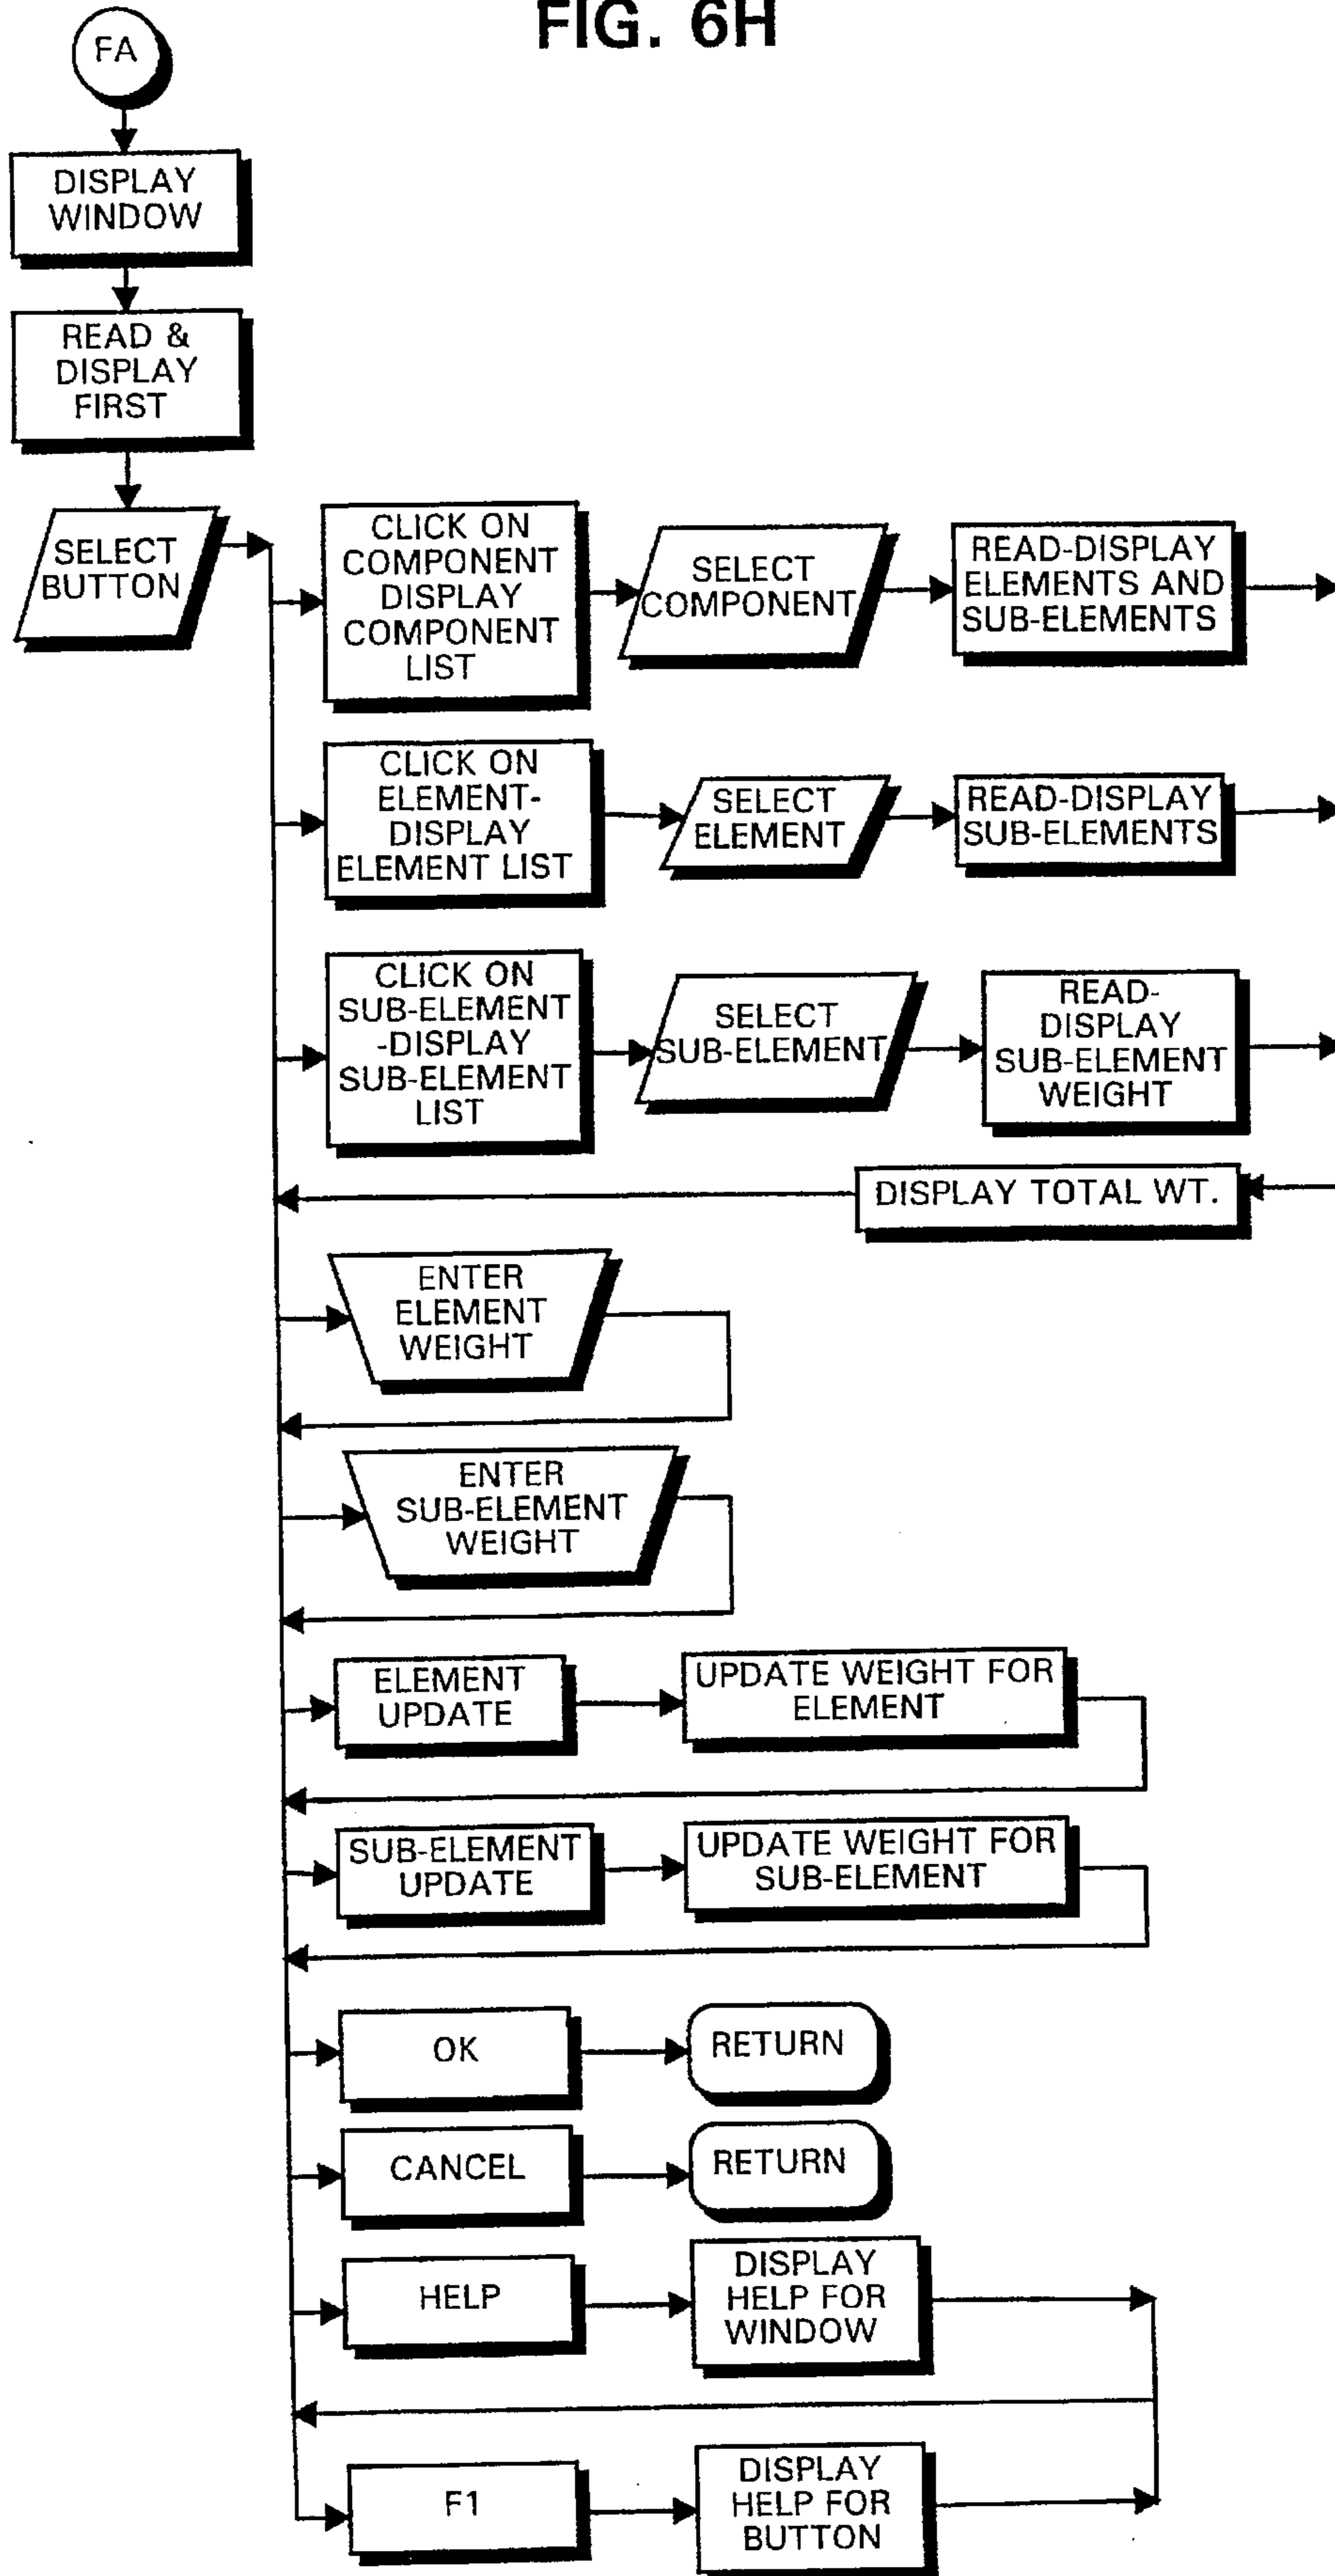 FIG. 6H
FA
DISPLAY
WINDOW
READ &
DISPLAY
FIRST
SELECT
BUTTON
CLICK ON
COMPONENT
DISPLAY
COMPONENT
LIST
SELECT
COMPONENT
READ-DISPLAY
ELEMENTS AND
SUB-ELEMENTS
CLICK ON
ELEMENT-
DISPLAY
ELEMENT LIST
SELECT
ELEMENT
READ-DISPLAY
SUB-ELEMENTS
CLICK ON
SUB-ELEMENT
-DISPLAY
SUB-ELEMENT
LIST
SELECT
SUB-ELEMENT
READ-
DISPLAY
SUB-ELEMENT
WEIGHT
DISPLAY TOTAL WT.
ENTER
ELEMENT
WEIGHT
ENTER
SUB-ELEMENT
WEIGHT
ELEMENT
UPDATE
UPDATE WEIGHT FOR
ELEMENT
SUB-ELEMENT
UPDATE
UPDATE WEIGHT FOR
SUB-ELEMENT
OK
RETURN
CANCEL
RETURN
HELP
DISPLAY
HELP FOR
WINDOW
F1
DISPLAY
HELP FOR
BUTTON